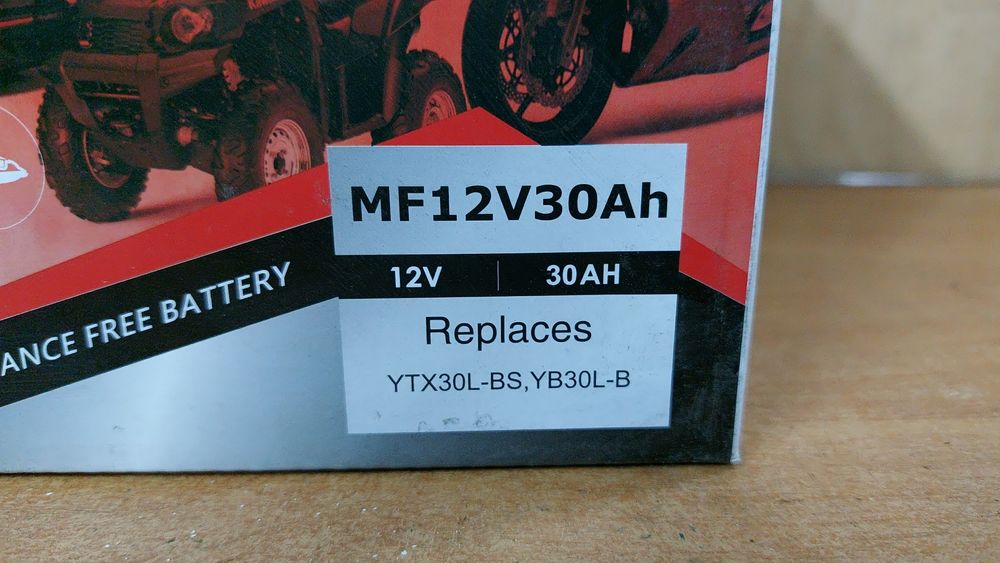 MF12V30Ah
12V 30AH
Replaces
YTX30L-BS,YB30L-B
ANCE FREE BATTERY